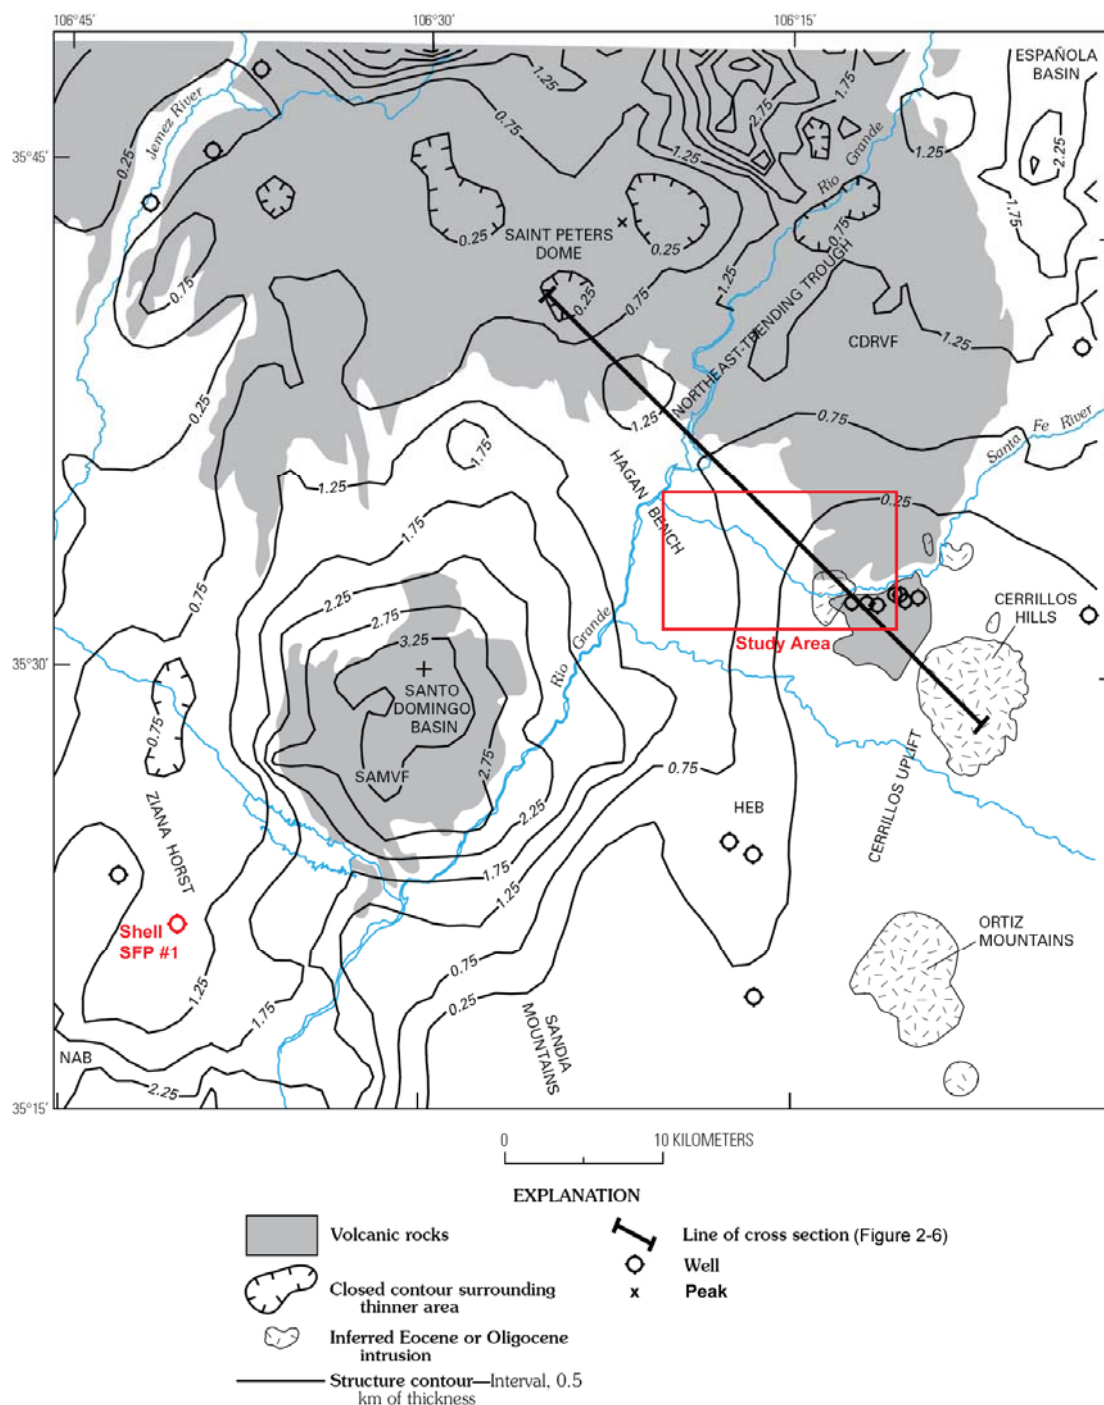 106°45'
106°30'
106°15'
ESPAÑOLA
BASIN
Jemez River
Rio Grande
35°45'
0.25
0.75
1.25
2.75
1.75
1.25
1.25
2.25
1.75
SAINT PETERS
DOME
0.25
0.25
0.75
0.25
0.75
1.25
0.75
NORTHEAST-TRENDING TROUGH
CDRVF
1.25
0.25
1.25
0.75
Santa Fe River
1.75
HAGAN BENCH
1.25
0.25
1.75
0.75
2.25
2.75
3.25
Rio Grande
CERRILLOS
HILLS
Study Area
35°30'
SANTO
DOMINGO
BASIN
0.75
2.75
SAMVF
0.75
CERRILLOS UPLIFT
2.25
HEB
ZIANA HORST
1.75
1.25
Shell
SFP #1
ORTIZ
MOUNTAINS
0.75
1.25
0.25
1.75
SANDIA
MOUNTAINS
NAB
2.25
35°15'
0
10 KILOMETERS
EXPLANATION
Volcanic rocks
Closed contour surrounding
thinner area
Inferred Eocene or Oligocene
intrusion
Structure contour—Interval, 0.5
km of thickness
Line of cross section (Figure 2-6)
Well
x Peak